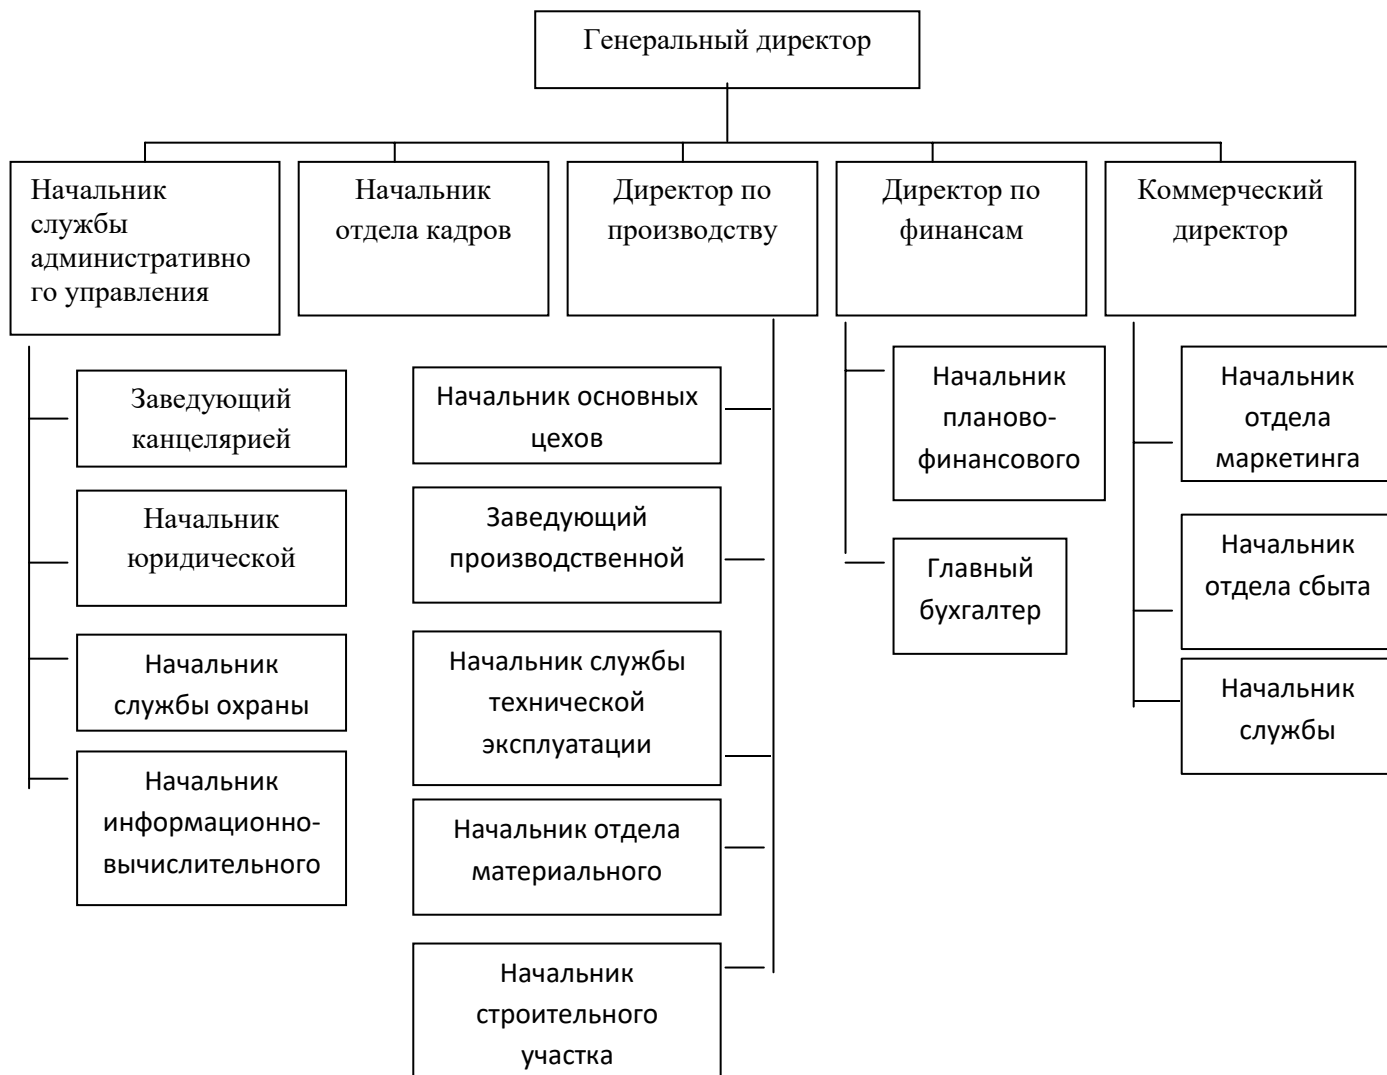 Генеральный директор
Начальник
службы
административно
го управления
Начальник
отдела кадров
Директор по
производству
Директор по
финансам
Коммерческий
директор
Заведующий
канцелярией
Начальник
юридической
Начальник
службы охраны
Начальник
информационно-
вычислительного
Начальник основных
цехов
Заведующий
производственной
Начальник службы
технической
эксплуатации
Начальник отдела
материального
Начальник
строительного
участка
Начальник
планово-
финансового
Главный
бухгалтер
Начальник
отдела
маркетинга
Начальник
отдела сбыта
Начальник
службы